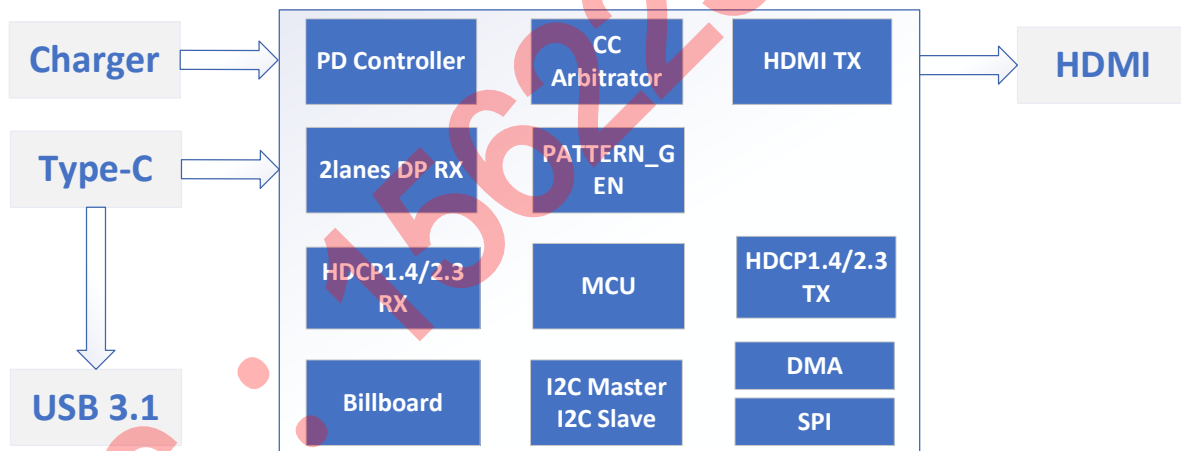 Charger
PD Controller
CC
Arbitrator
HDMI TX
HDMI
Type-C
2lanes DP RX
PATTERN_G
EN
HDCP1.4/2.3
RX
MCU
HDCP1.4/2.3
TX
USB 3.1
Billboard
I2C Master
I2C Slave
DMA
SPI